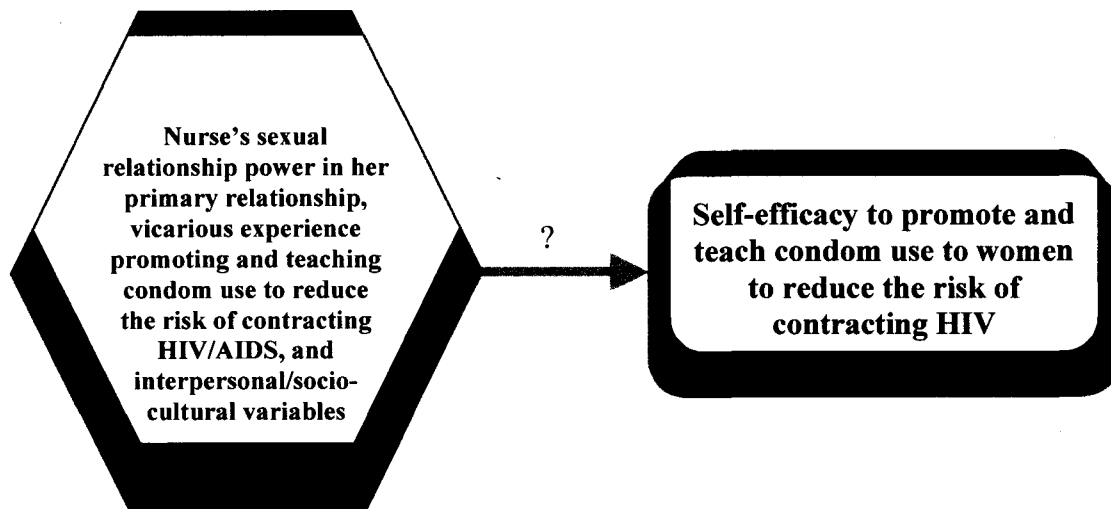 Nurse's sexual
relationship power in her
primary relationship,
vicarious experience
promoting and teaching
condom use to reduce
the risk of contracting
HIV/AIDS, and
interpersonal/socio-
cultural variables
?
Self-efficacy to promote and
teach condom use to women
to reduce the risk of
contracting HIV